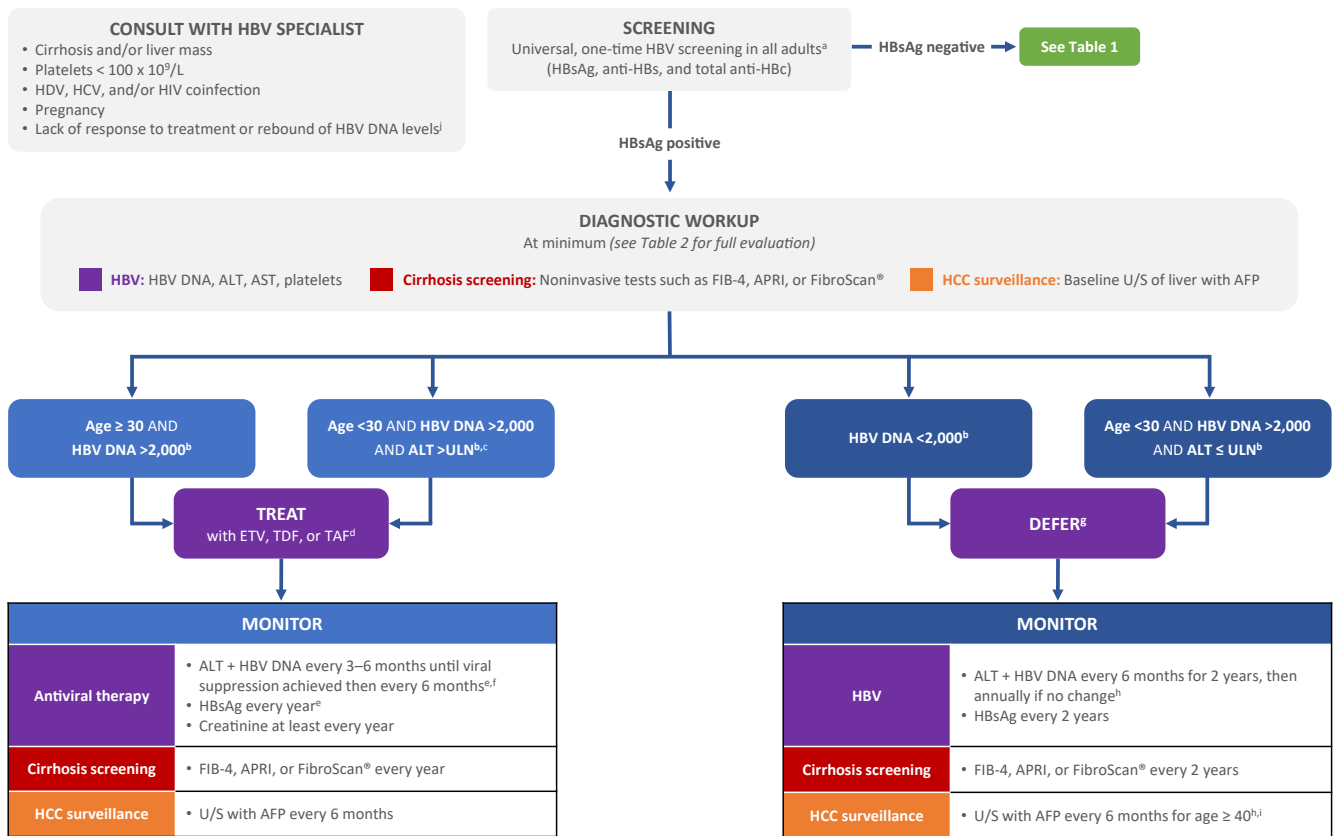 CONSULT WITH HBV SPECIALIST
• Cirrhosis and/or liver mass
• Platelets < 100 x 10⁹/L
• HDV, HCV, and/or HIV coinfection
• Pregnancy
• Lack of response to treatment or rebound of HBV DNA levelsʲ
SCREENING
Universal, one-time HBV screening in all adultsᵃ
(HBsAg, anti-HBs, and total anti-HBc)
HBsAg negative
See Table 1
HBsAg positive
DIAGNOSTIC WORKUP
At minimum (see Table 2 for full evaluation)
HBV: HBV DNA, ALT, AST, platelets
Cirrhosis screening: Noninvasive tests such as FIB-4, APRI, or FibroScan®
HCC surveillance: Baseline U/S of liver with AFP
Age ≥ 30 AND
HBV DNA >2,000ᵇ
Age <30 AND HBV DNA >2,000
AND ALT >ULNᵇ,ᶜ
HBV DNA <2,000ᵇ
Age <30 AND HBV DNA >2,000
AND ALT ≤ ULNᵇ
TREAT
with ETV, TDF, or TAFᵈ
DEFERᵍ
MONITOR
Antiviral therapy
• ALT + HBV DNA every 3–6 months until viral
suppression achieved then every 6 monthsᵉ,ᶠ
• HBsAg every yearᵉ
• Creatinine at least every year
Cirrhosis screening
• FIB-4, APRI, or FibroScan® every year
HCC surveillance
• U/S with AFP every 6 months
MONITOR
HBV
• ALT + HBV DNA every 6 months for 2 years, then
annually if no changeʰ
• HBsAg every 2 years
Cirrhosis screening
• FIB-4, APRI, or FibroScan® every 2 years
HCC surveillance
• U/S with AFP every 6 months for age ≥ 40ʰ,ⁱ